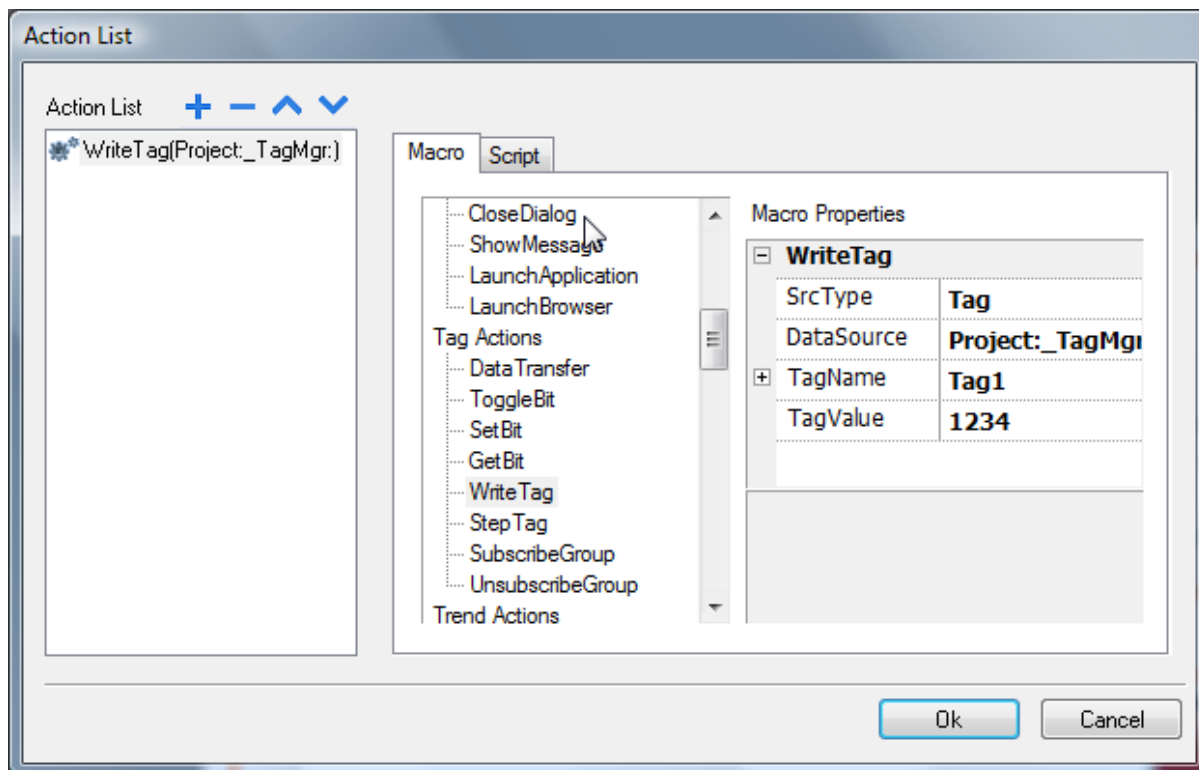 Action List
Action List
WriteTag(Project:_TagMgr:)
Macro Script
CloseDialog
ShowMessage
LaunchApplication
LaunchBrowser
Tag Actions
DataTransfer
ToggleBit
SetBit
GetBit
WriteTag
StepTag
SubscribeGroup
UnsubscribeGroup
Trend Actions
Macro Properties
WriteTag
SrcType Tag
DataSource Project:_TagMgr
TagName Tag1
TagValue 1234
Ok Cancel